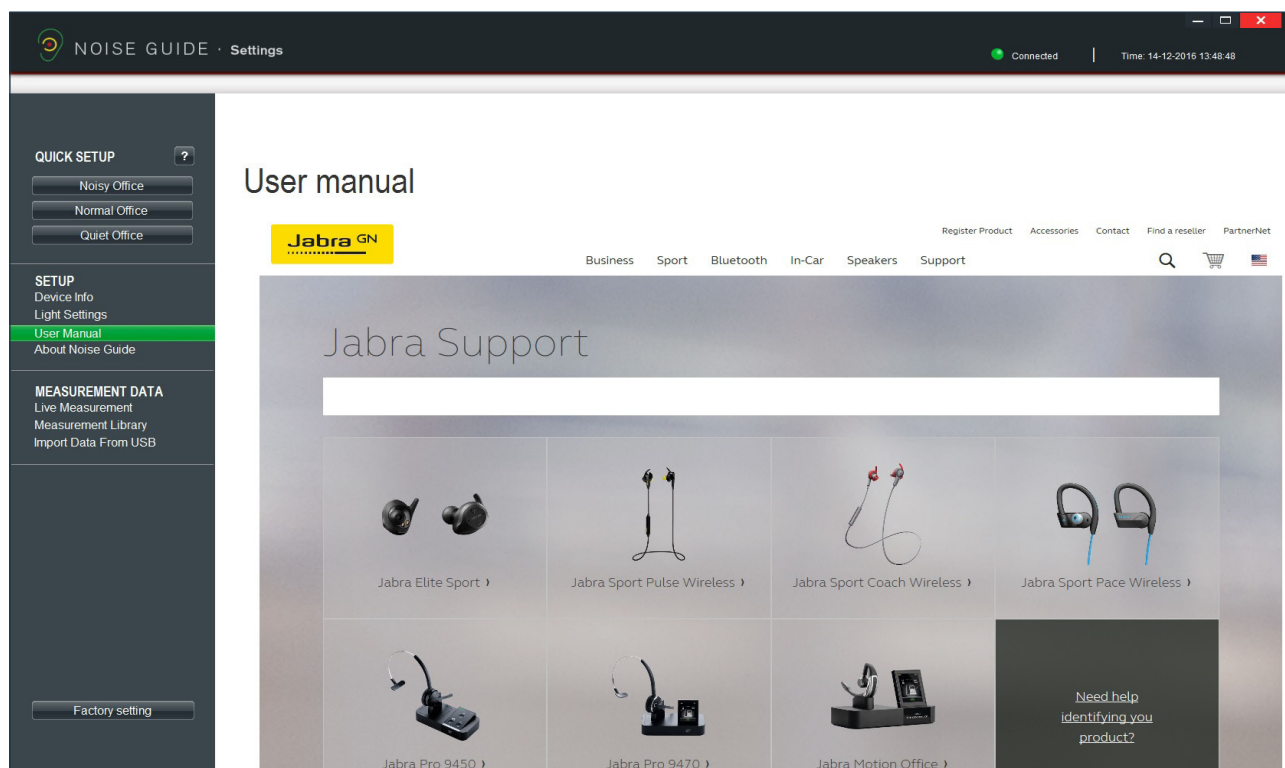 NOISE GUIDE · Settings
Connected | Time: 14-12-2016 13:48:48
QUICK SETUP ?
Noisy Office
Normal Office
Quiet Office
SETUP
Device Info
Light Settings
User Manual
About Noise Guide
MEASUREMENT DATA
Live Measurement
Measurement Library
Import Data From USB
Factory setting
User manual
Jabra GN
Register Product Accessories Contact Find a reseller PartnerNet
Business Sport Bluetooth In-Car Speakers Support
Jabra Support
Jabra Elite Sport › Jabra Sport Pulse Wireless › Jabra Sport Coach Wireless › Jabra Sport Pace Wireless ›
Need help
identifying you
product?
Jabra Pro 9450 › Jabra Pro 9470 › Jabra Motion Office ›